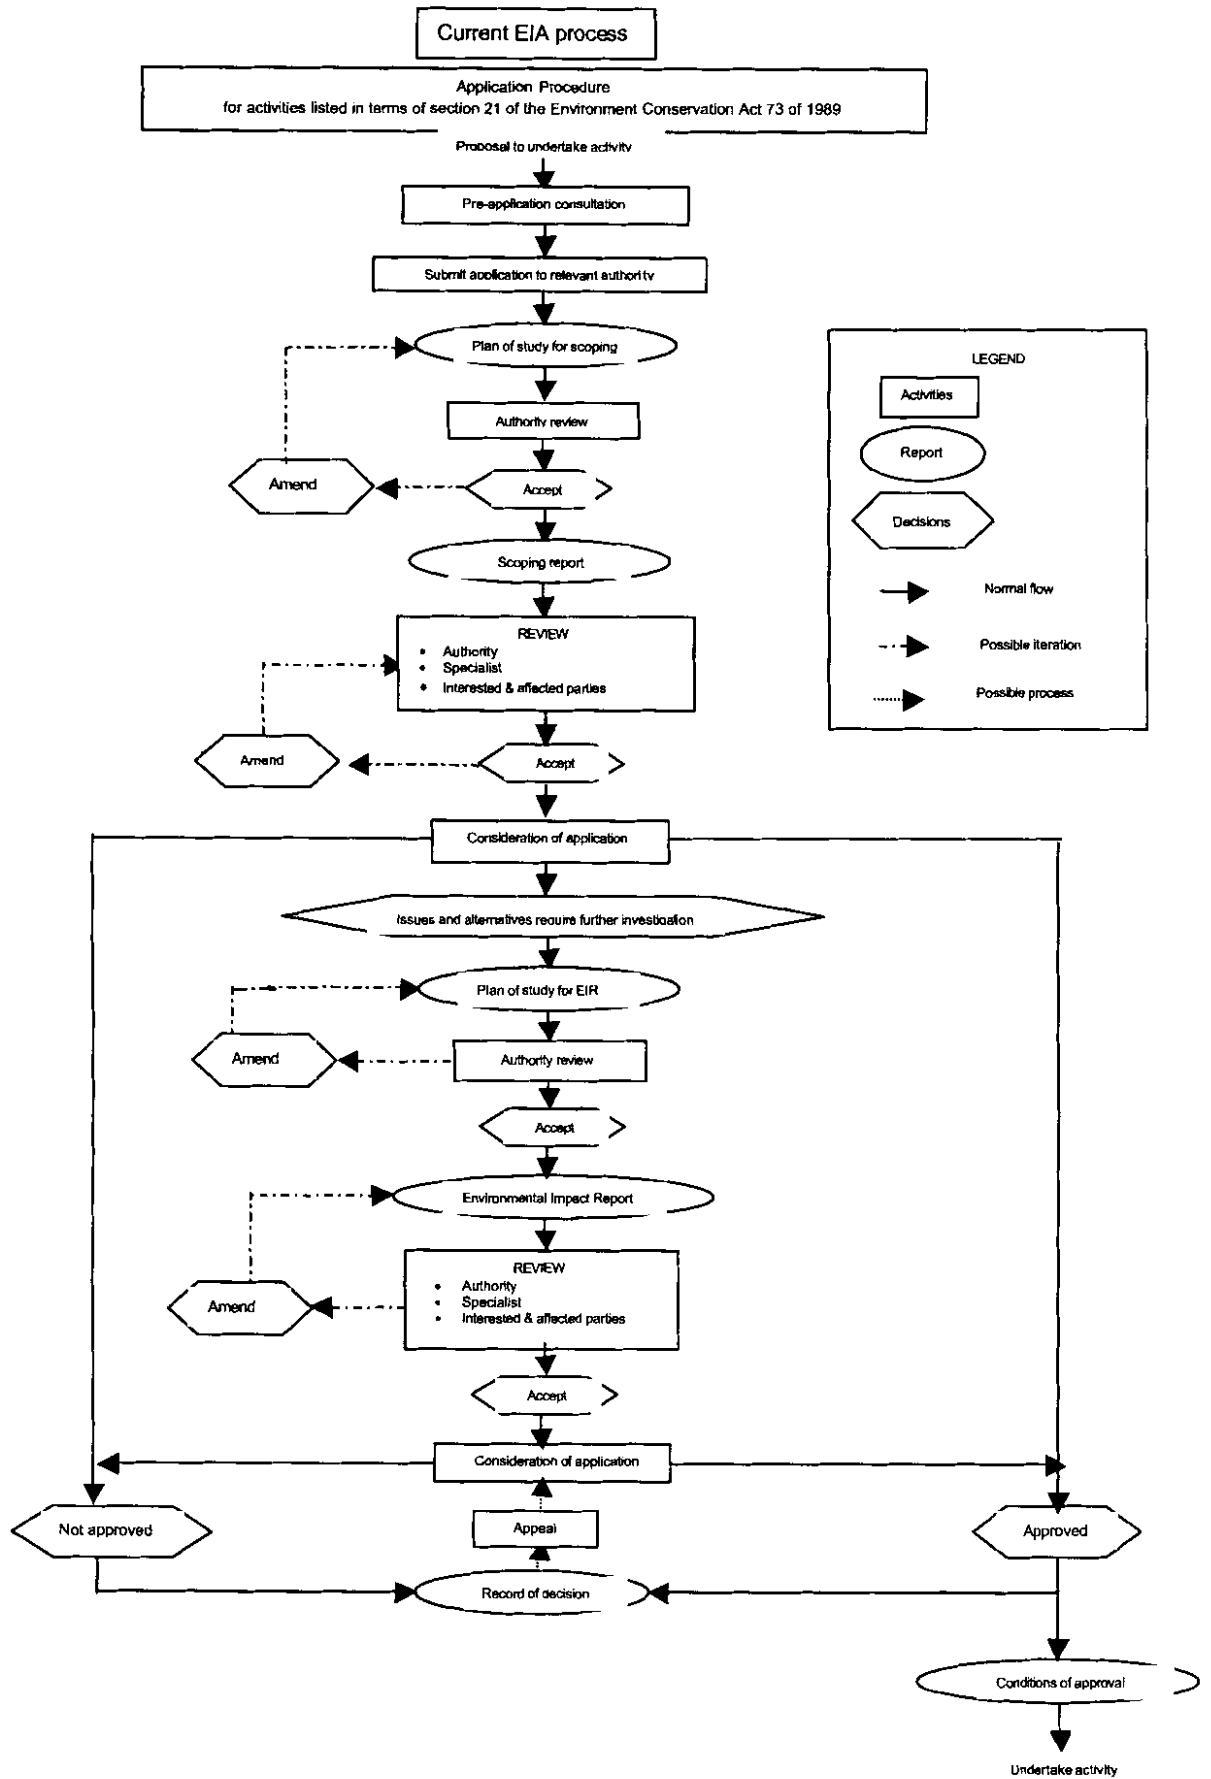 Current EIA process
Application Procedure
for activities listed in terms of section 21 of the Environment Conservation Act 73 of 1989
Proposal to undertake activity
Pre-application consultation
Submit application to relevant authority
Plan of study for scoping
Authority review
Amend
Accept
Scoping report
REVIEW
• Authority
• Specialist
• Interested & affected parties
Amend
Accept
Consideration of application
Issues and alternatives require further investigation
Plan of study for EIR
Amend
Authority review
Accept
Environmental Impact Report
REVIEW
• Authority
• Specialist
• Interested & affected parties
Amend
Accept
Consideration of application
Not approved
Appeal
Approved
Record of decision
Conditions of approval
Undertake activity
LEGEND
Activities
Report
Decisions
Normal flow
Possible iteration
Possible process